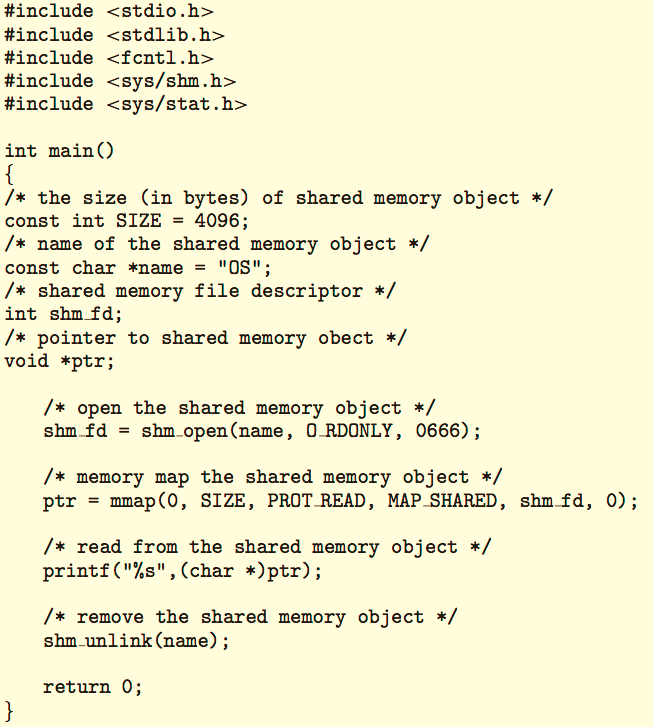 #include <stdio.h>
#include <stdlib.h>
#include <fcntl.h>
#include <sys/shm.h>
#include <sys/stat.h>

int main()
{
/* the size (in bytes) of shared memory object */
const int SIZE = 4096;
/* name of the shared memory object */
const char *name = "OS";
/* shared memory file descriptor */
int shm_fd;
/* pointer to shared memory obect */
void *ptr;

    /* open the shared memory object */
    shm_fd = shm_open(name, O_RDONLY, 0666);

    /* memory map the shared memory object */
    ptr = mmap(0, SIZE, PROT_READ, MAP_SHARED, shm_fd, 0);

    /* read from the shared memory object */
    printf("%s",(char *)ptr);

    /* remove the shared memory object */
    shm_unlink(name);

    return 0;
}